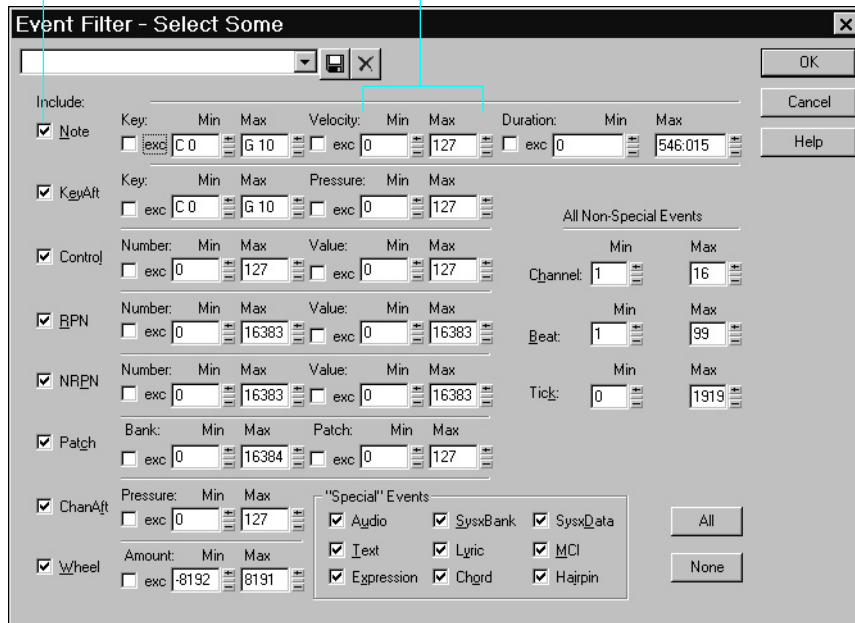 Event Filter - Select Some
OK
Include:
Cancel
Key: Min Max Velocity: Min Max Duration: Min Max
Note exc C 0 G 10 exc 0 127 exc 0 546:015
Help
Key: Min Max Pressure: Min Max
KeyAft exc C 0 G 10 exc 0 127
All Non-Special Events
Number: Min Max Value: Min Max
Min Max
Control exc 0 127 exc 0 127
Channel: 1 16
Number: Min Max Value: Min Max
Min Max
RPN exc 0 16383 exc 0 16383
Beat: 1 99
Number: Min Max Value: Min Max
Min Max
NRPN exc 0 16383 exc 0 16383
Tick: 0 1919
Bank: Min Max Patch: Min Max
Patch exc 0 16384 exc 0 127
Pressure: Min Max
"Special" Events
ChanAft exc 0 127
Audio SysxBank SysxData
All
Text Lyric MCI
Amount: Min Max
Wheel exc -8192 8191
Expression Chord Hairpin
None